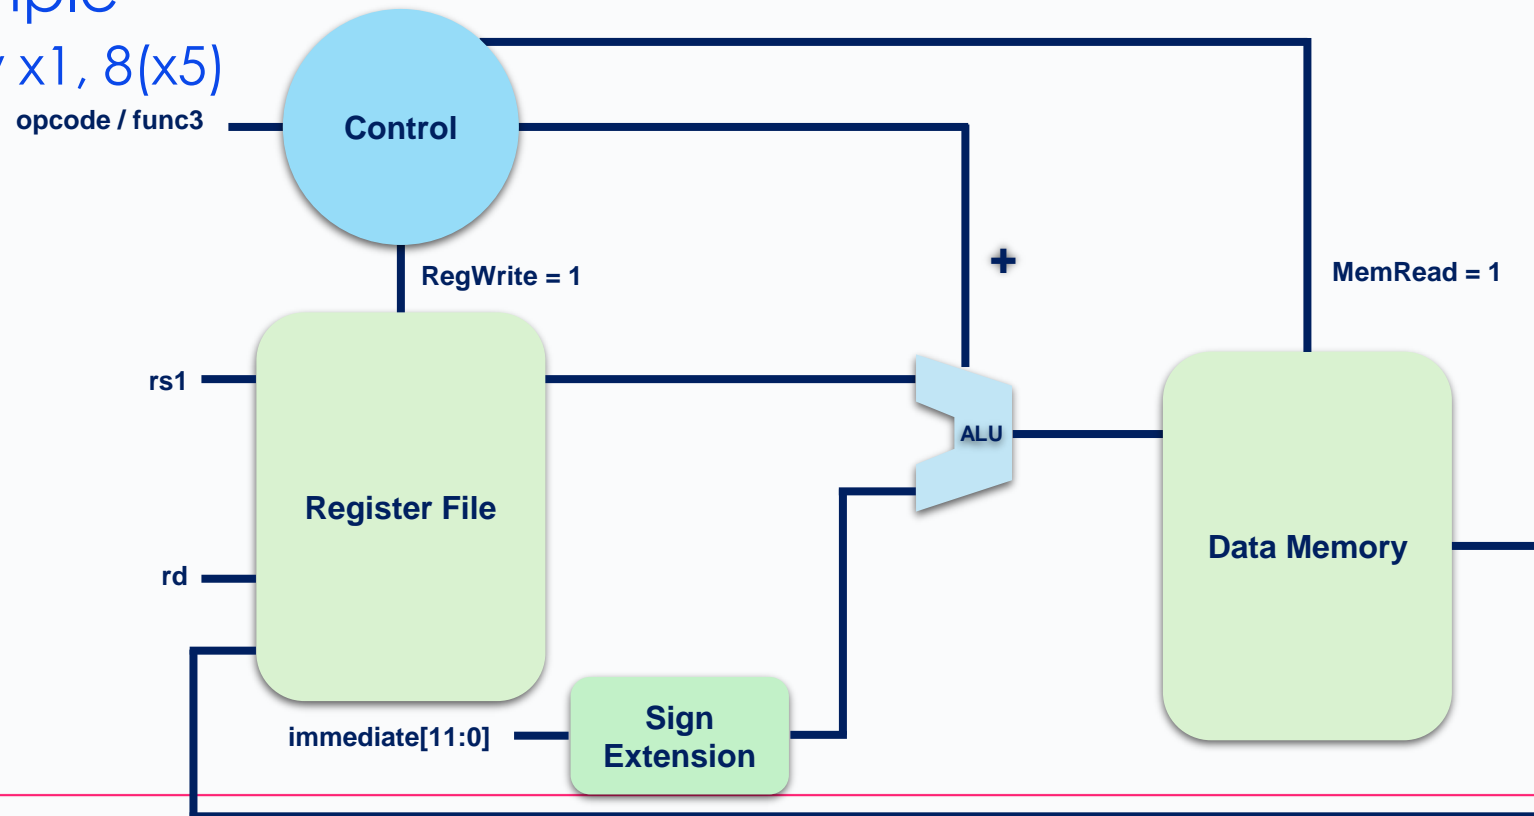 x1, 8(x5)
opcode / func3
Control
RegWrite = 1
+
MemRead = 1
rs1
ALU
Register File
Data Memory
rd
immediate[11:0]
Sign
Extension